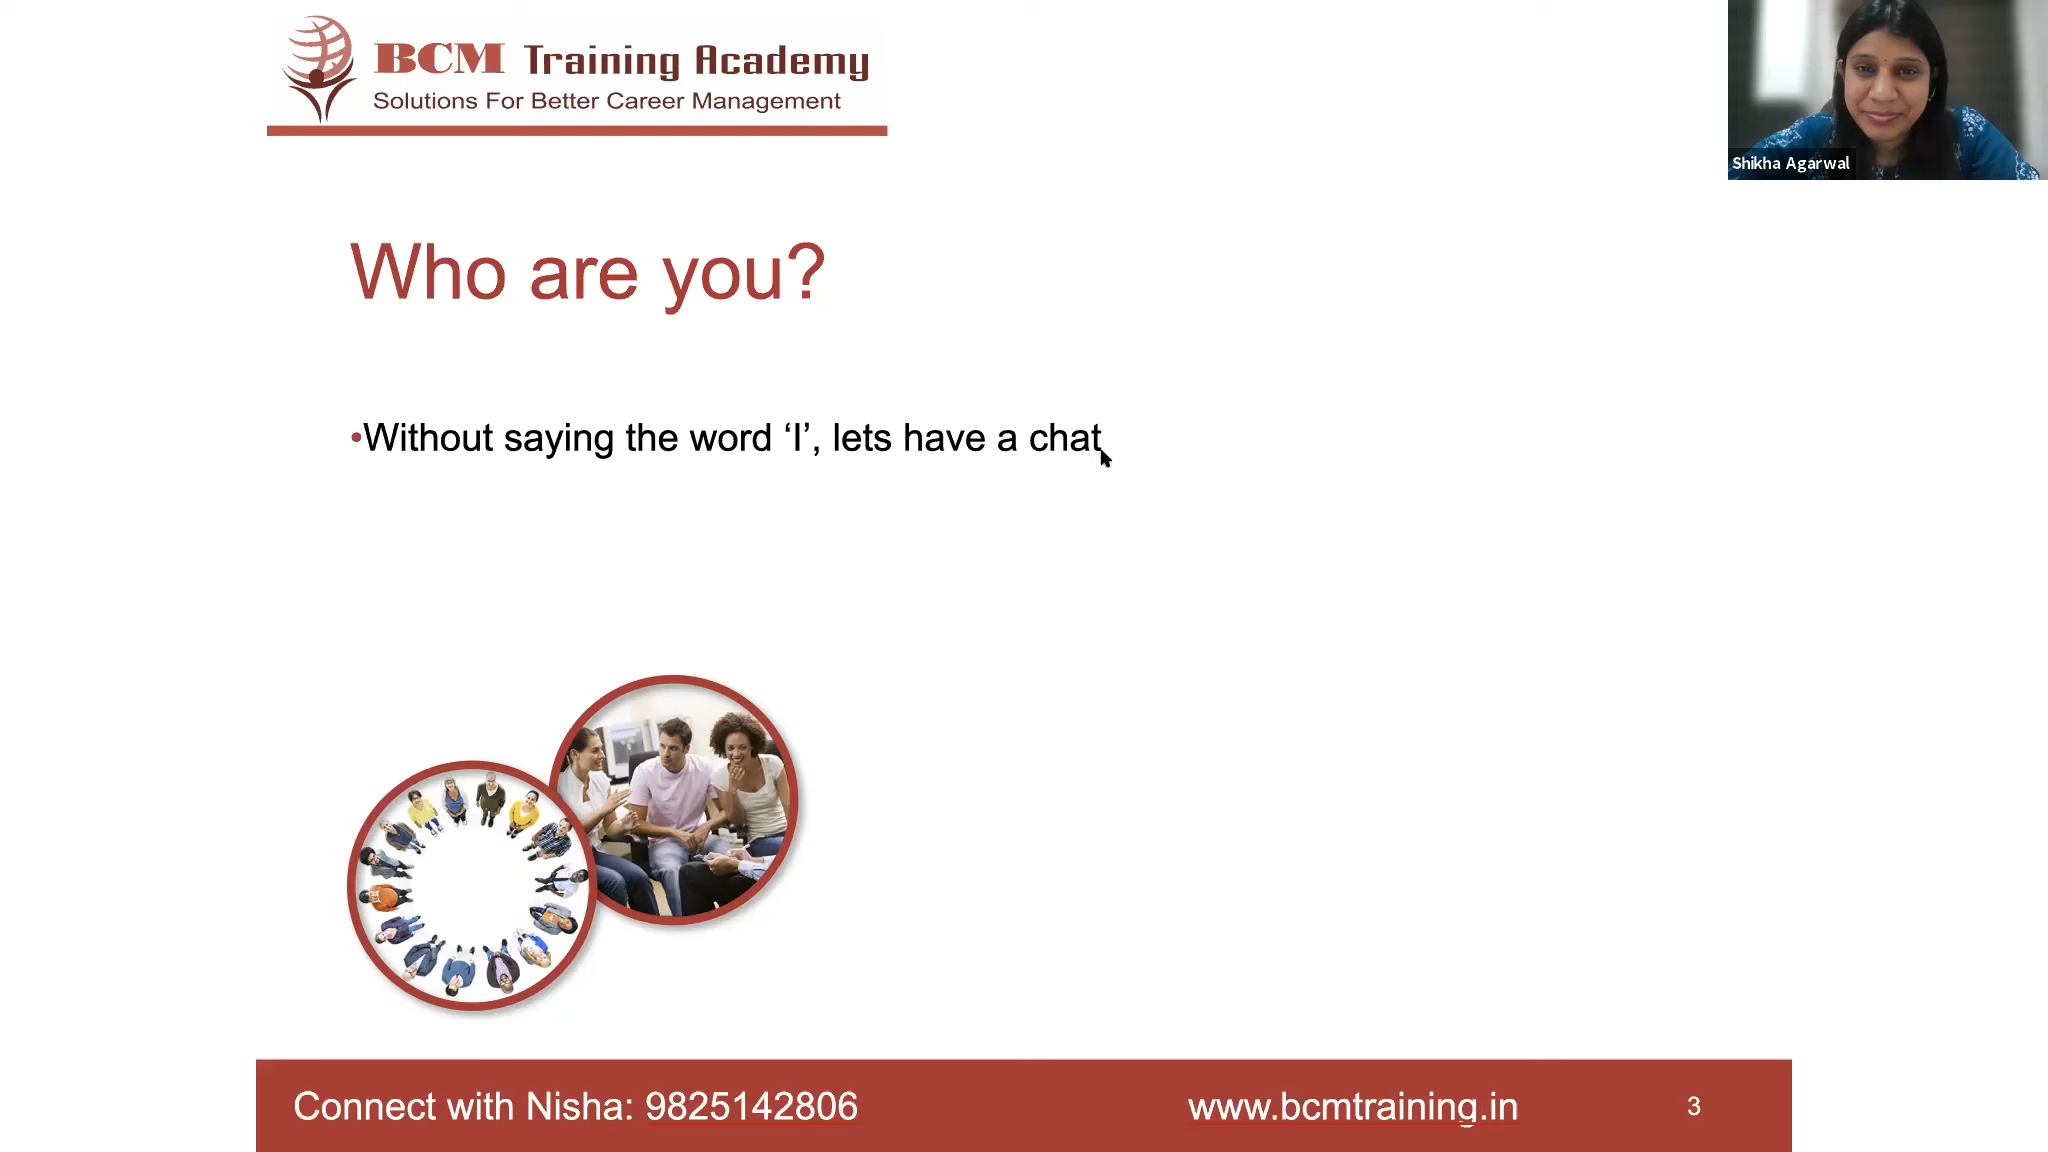 BCM Training Academy
Solutions For Better Career Management
Shikha Agarwal
Who are you?
•Without saying the word ‘I’, lets have a chat
Connect with Nisha: 9825142806
www.bcmtraining.in
3